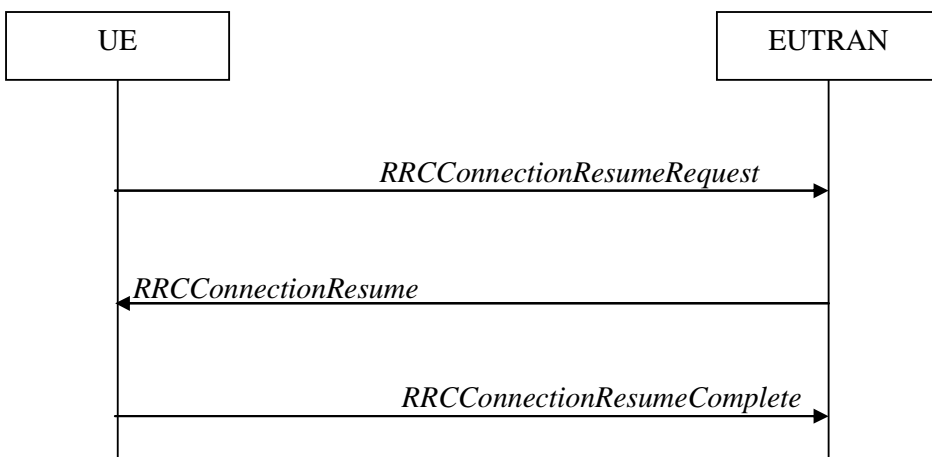 UE
EUTRAN
RRCConnectionResumeRequest
RRCConnectionResume
RRCConnectionResumeComplete